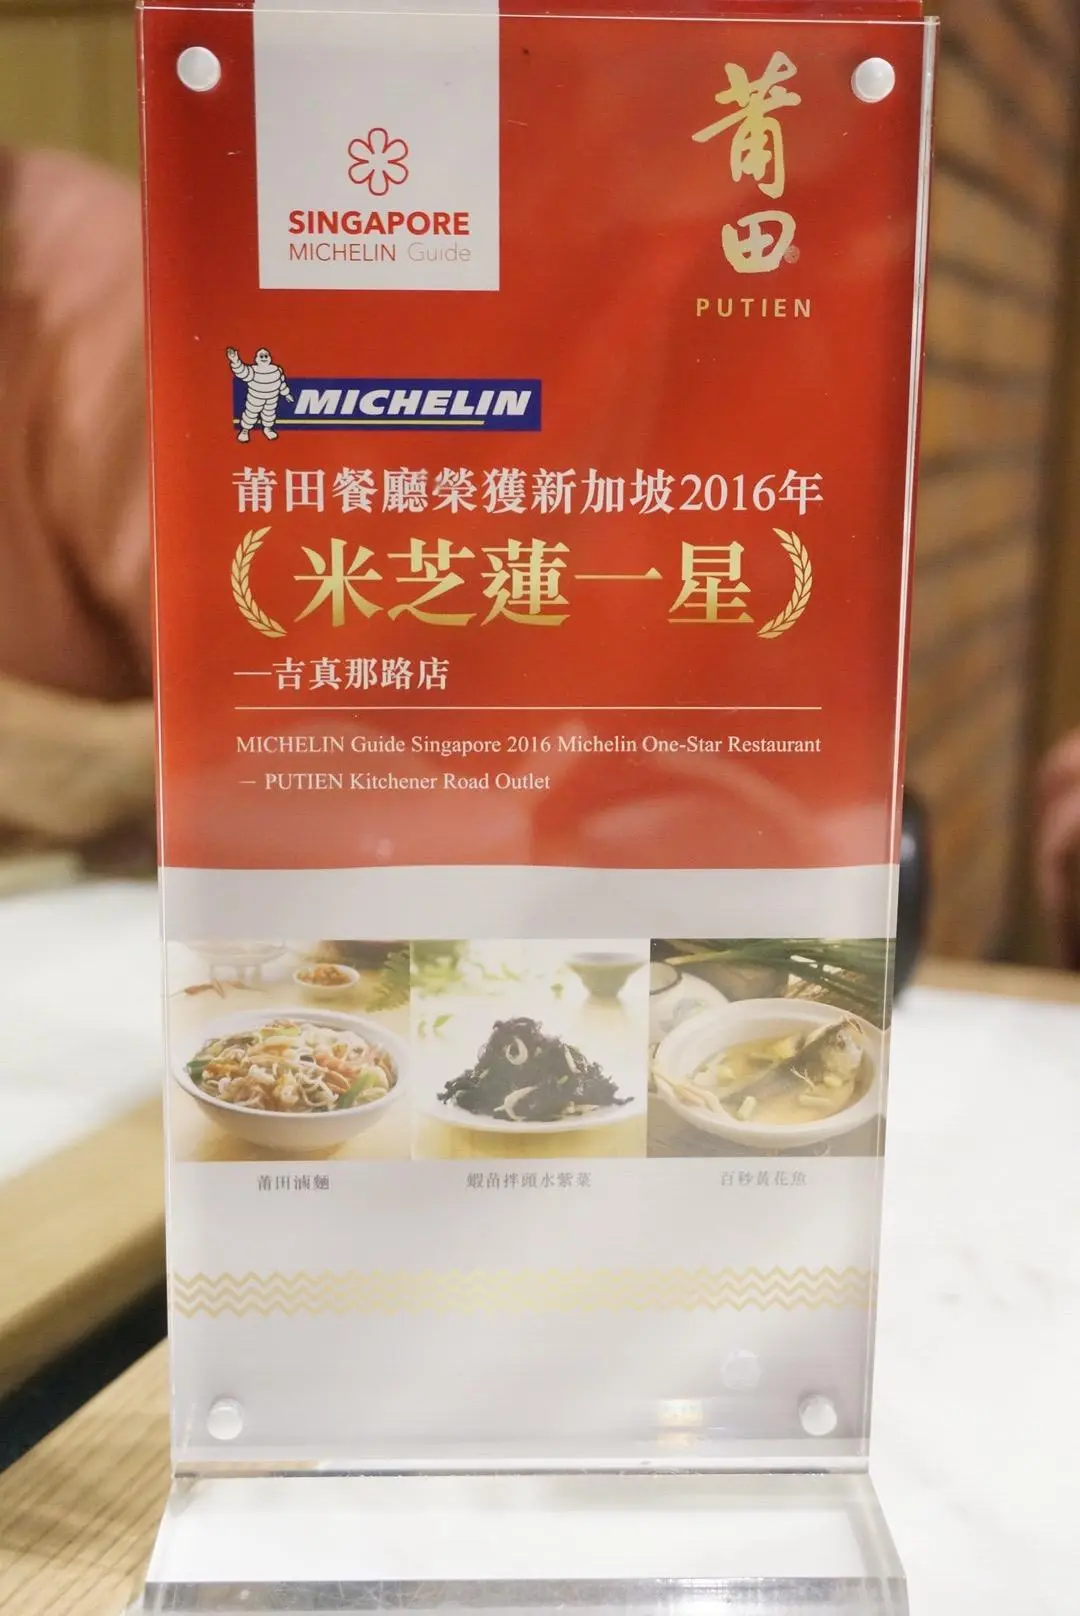 SINGAPORE
MICHELIN Guide
莆田
PUTIEN
MICHELIN
莆田餐廳榮獲新加坡2016年
米芝蓮一星
—吉真那路店
MICHELIN Guide Singapore 2016 Michelin One-Star Restaurant
— PUTIEN Kitchener Road Outlet
莆田滷麵
蝦苗拌頭水紫菜
百秒黃花魚